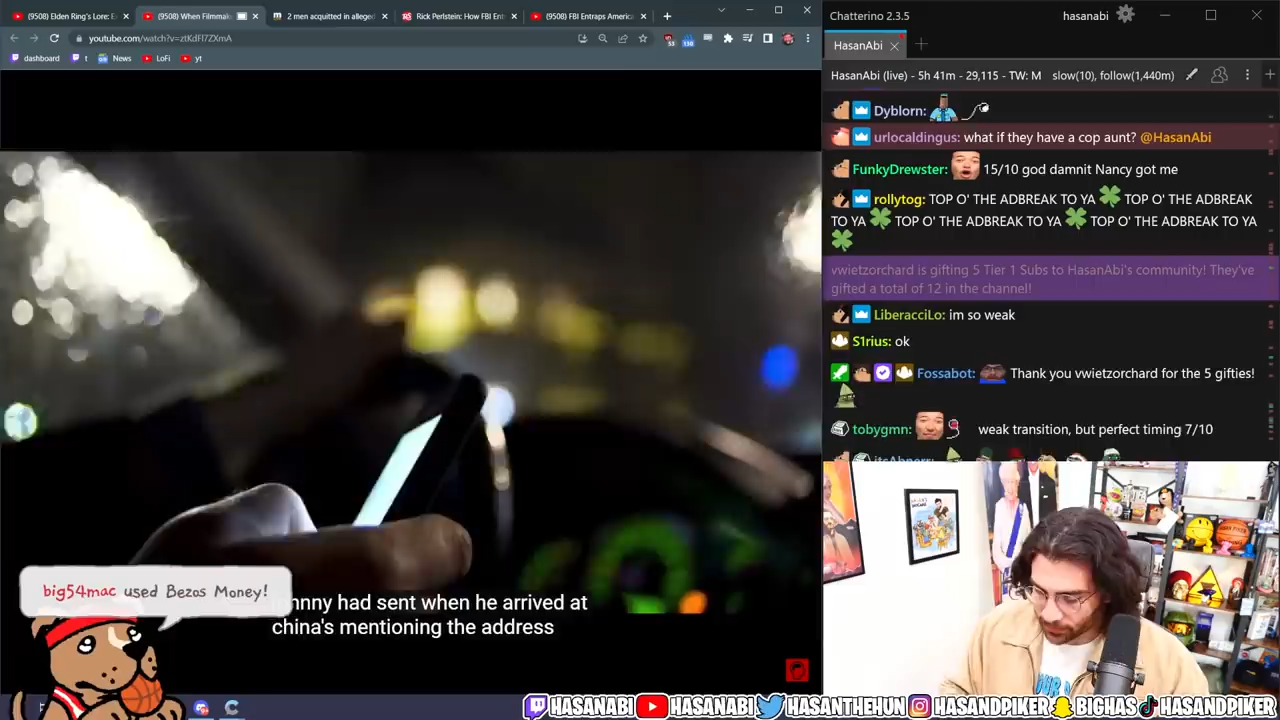 (9508) Elden Ring's Lore: E
(9508) When Filmmak
2 men acquitted in alleged
Rick Perlstein: How FBI Ent
(9508) FBI Entraps America
youtube.com/watch?v=ztKdFl7ZXmA
dashboard
t
News
LoFi
yt
Chatterino 2.3.5
hasanabi
HasanAbi
HasanAbi (live) - 5h 41m - 29,115 - TW: M
slow(10), follow(1,440m)
Dyblorn:
urlocaldingus: what if they have a cop aunt? @HasanAbi
FunkyDrewster: 15/10 god damnit Nancy got me
rollytog: TOP O' THE ADBREAK TO YA TOP O' THE ADBREAK
TO YA TOP O' THE ADBREAK TO YA TOP O' THE ADBREAK TO YA
vwietzorchard is gifting 5 Tier 1 Subs to HasanAbi's community! They've
gifted a total of 12 in the channel!
LiberacciLo: im so weak
S1rius: ok
Fossabot: Thank you vwietzorchard for the 5 gifties!
tobygmn: weak transition, but perfect timing 7/10
big54mac used Bezos Money!
nny had sent when he arrived at
china's mentioning the address
HASANABI
HASANABI
HASANTHEHUN
HASANDPIKER
BIGHAS
HASANDPIKER